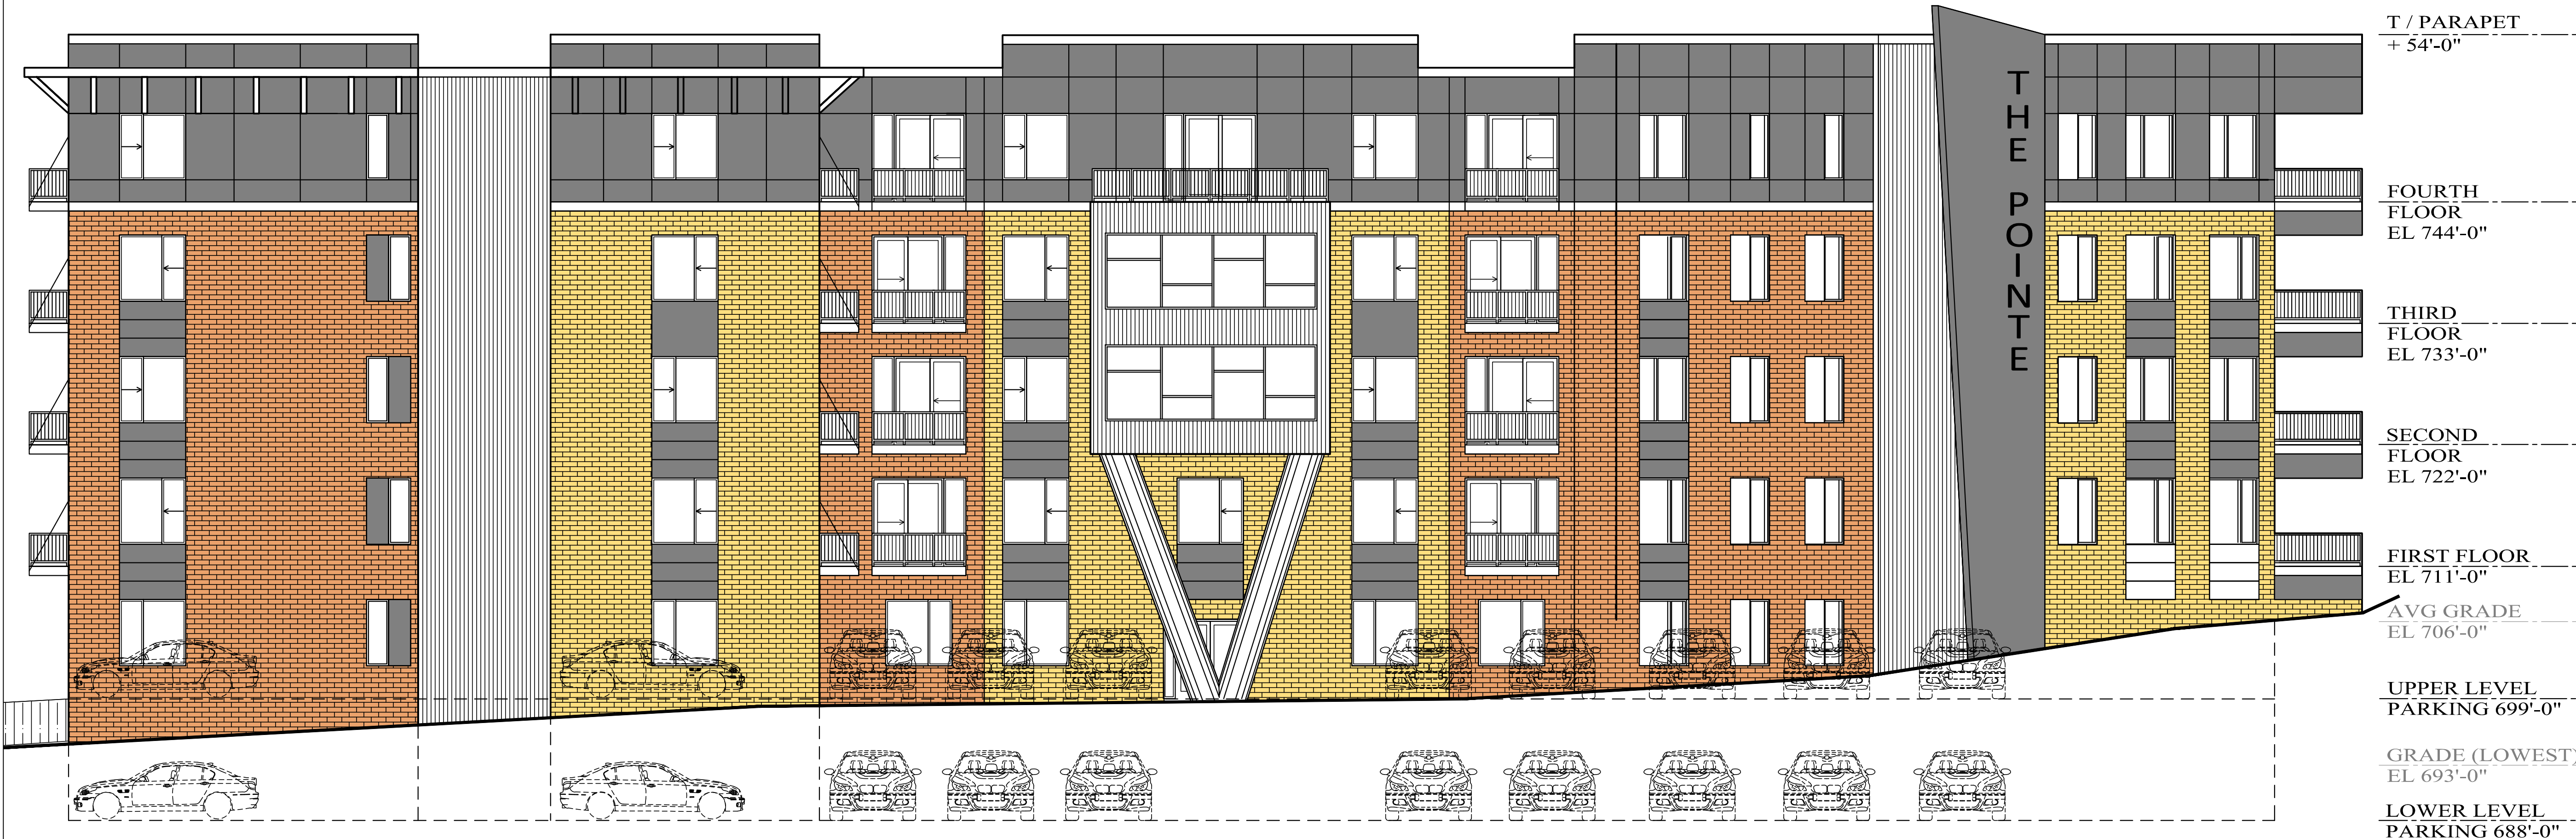 THE POINTE
T / PARAPET
+ 54'-0"
FOURTH
FLOOR
EL 744'-0"
THIRD
FLOOR
EL 733'-0"
SECOND
FLOOR
EL 722'-0"
FIRST FLOOR
EL 711'-0"
AVG GRADE
EL 706'-0"
UPPER LEVEL
PARKING 699'-0"
GRADE (LOWEST)
EL 693'-0"
LOWER LEVEL
PARKING 688'-0"